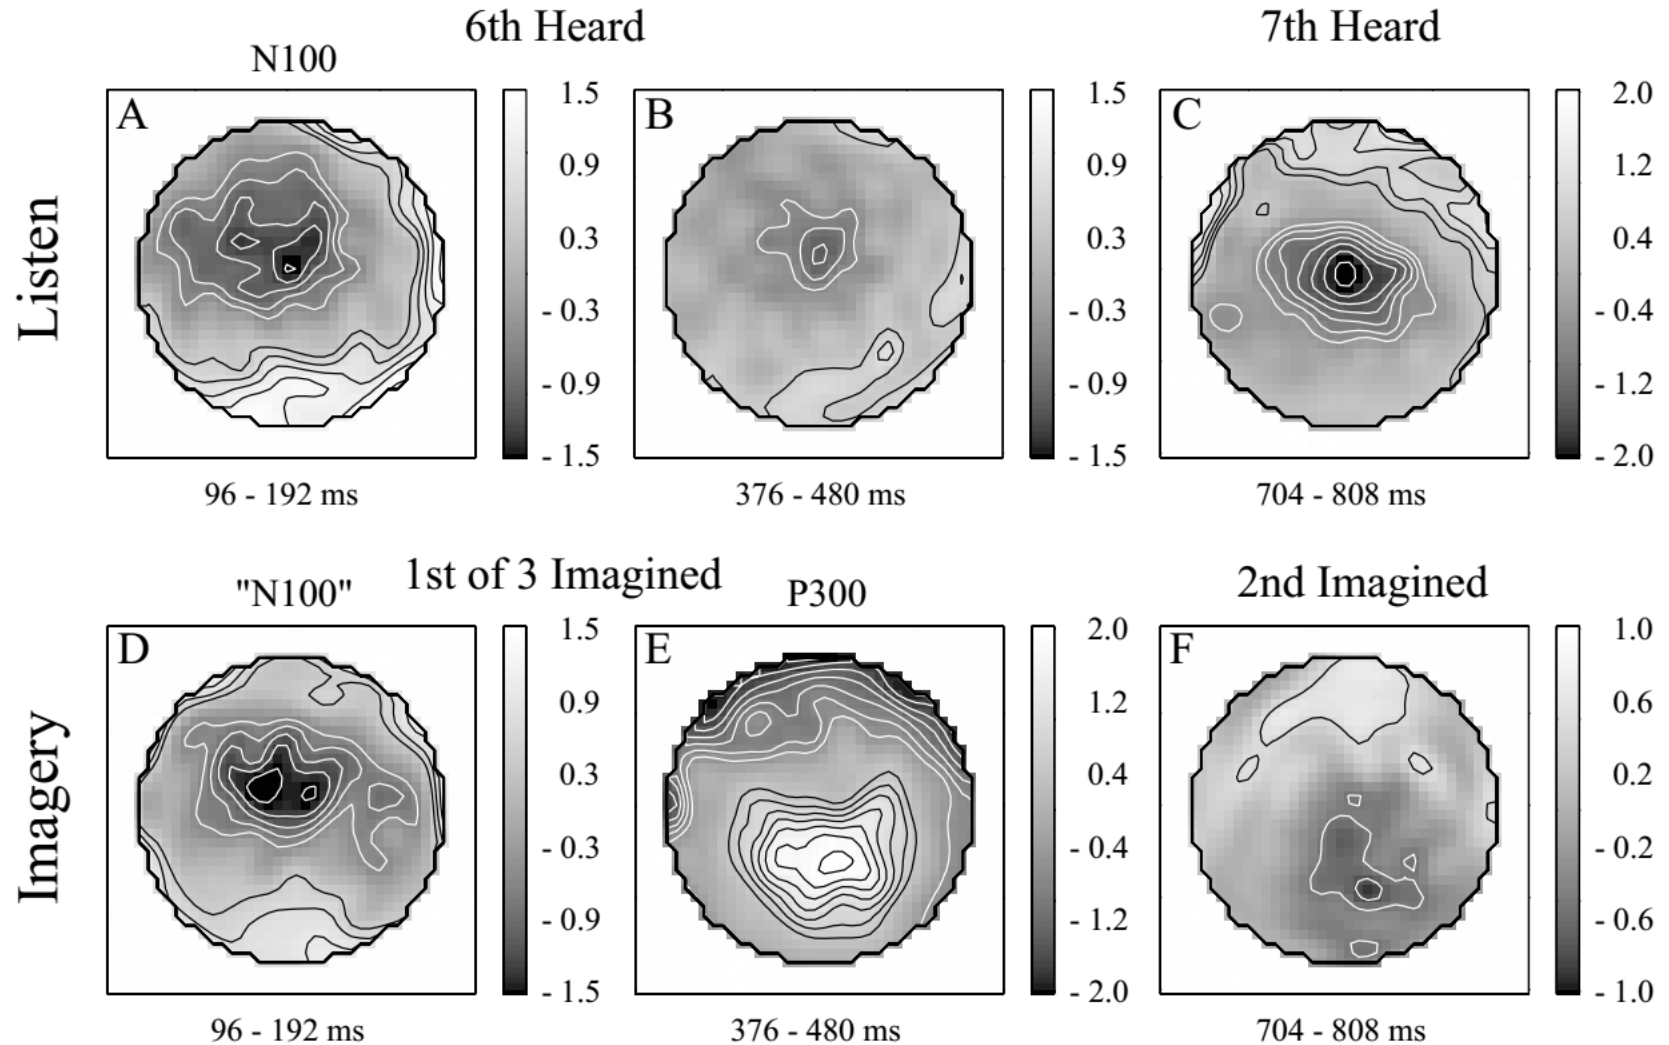 6th Heard
7th Heard
N100
Listen
A
1.5
0.9
0.3
- 0.3
- 0.9
- 1.5
96 - 192 ms
B
1.5
0.9
0.3
- 0.3
- 0.9
- 1.5
376 - 480 ms
C
2.0
1.2
0.4
- 0.4
- 1.2
- 2.0
704 - 808 ms
1st of 3 Imagined
2nd Imagined
"N100"
P300
Imagery
D
1.5
0.9
0.3
- 0.3
- 0.9
- 1.5
96 - 192 ms
E
2.0
1.2
0.4
- 0.4
- 1.2
- 2.0
376 - 480 ms
F
1.0
0.6
0.2
- 0.2
- 0.6
- 1.0
704 - 808 ms